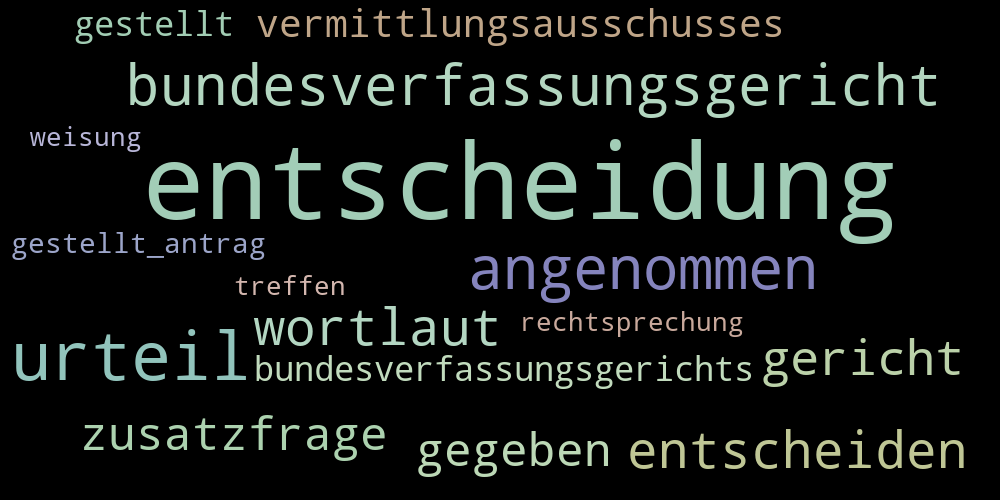 gestellt vermittlungsausschusses
bundesverfassungsgericht
weisung
entscheidung
gestellt_antrag
angenommen
treffen
wortlaut
rechtsprechung
urteil
bundesverfassungsgerichts
gericht
zusatzfrage
gegeben
entscheiden